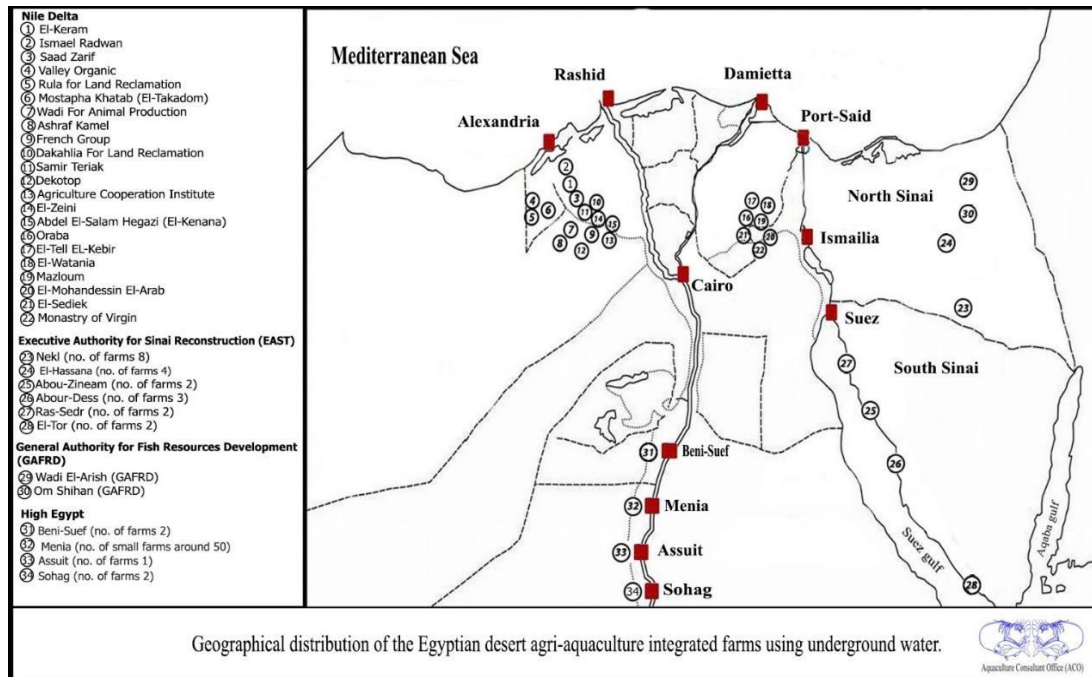 Nile Delta
1 El-Keram
2 Ismael Radwan
3 Saad Zarif
4 Valley Organic
5 Rula for Land Reclamation
6 Mostapha Khatab (El-Takadom)
7 Wadi For Animal Production
8 Ashraf Kamel
9 French Group
10 Dakahlia For Land Reclamation
11 Samir Teriak
12 Dekotop
13 Agriculture Cooperation Institute
14 El-Zeini
15 Abdel El-Salam Hegazi (El-Kenana)
16 Oraba
17 El-Tell EL-Kebir
18 El-Watania
19 Mazloum
20 El-Mohandessin El-Arab
21 El-Sediek
22 Monastry of Virgin
Executive Authority for Sinai Reconstruction (EAST)
23 Nekl (no. of farms 8)
24 El-Hassana (no. of farms 4)
25 Abou-Zineam (no. of farms 2)
26 Abour-Dess (no. of farms 3)
27 Ras-Sedr (no. of farms 2)
28 El-Tor (no. of farms 2)
General Authority for Fish Resources Development
(GAFRD)
29 Wadi El-Arish (GAFRD)
30 Om Shihan (GAFRD)
High Egypt
31 Beni-Suef (no. of farms 2)
32 Menia (no. of small farms around 50)
33 Assuit (no. of farms 1)
34 Sohag (no. of farms 2)
Mediterranean Sea
Rashid
Damietta
Alexandria
Port-Said
2
1
3
10
4
5
6
11
14
15
7
9
13
8
12
17
18
16
19
21
20
22
North Sinai
29
30
24
23
Ismailia
Cairo
Suez
South Sinai
27
25
26
28
31
Beni-Suef
32
Menia
33
Assuit
34
Sohag
Suez gulf
Aqaba gulf
Geographical distribution of the Egyptian desert agri-aquaculture integrated farms using underground water.
Aquaculture Consultant Office (ACO)